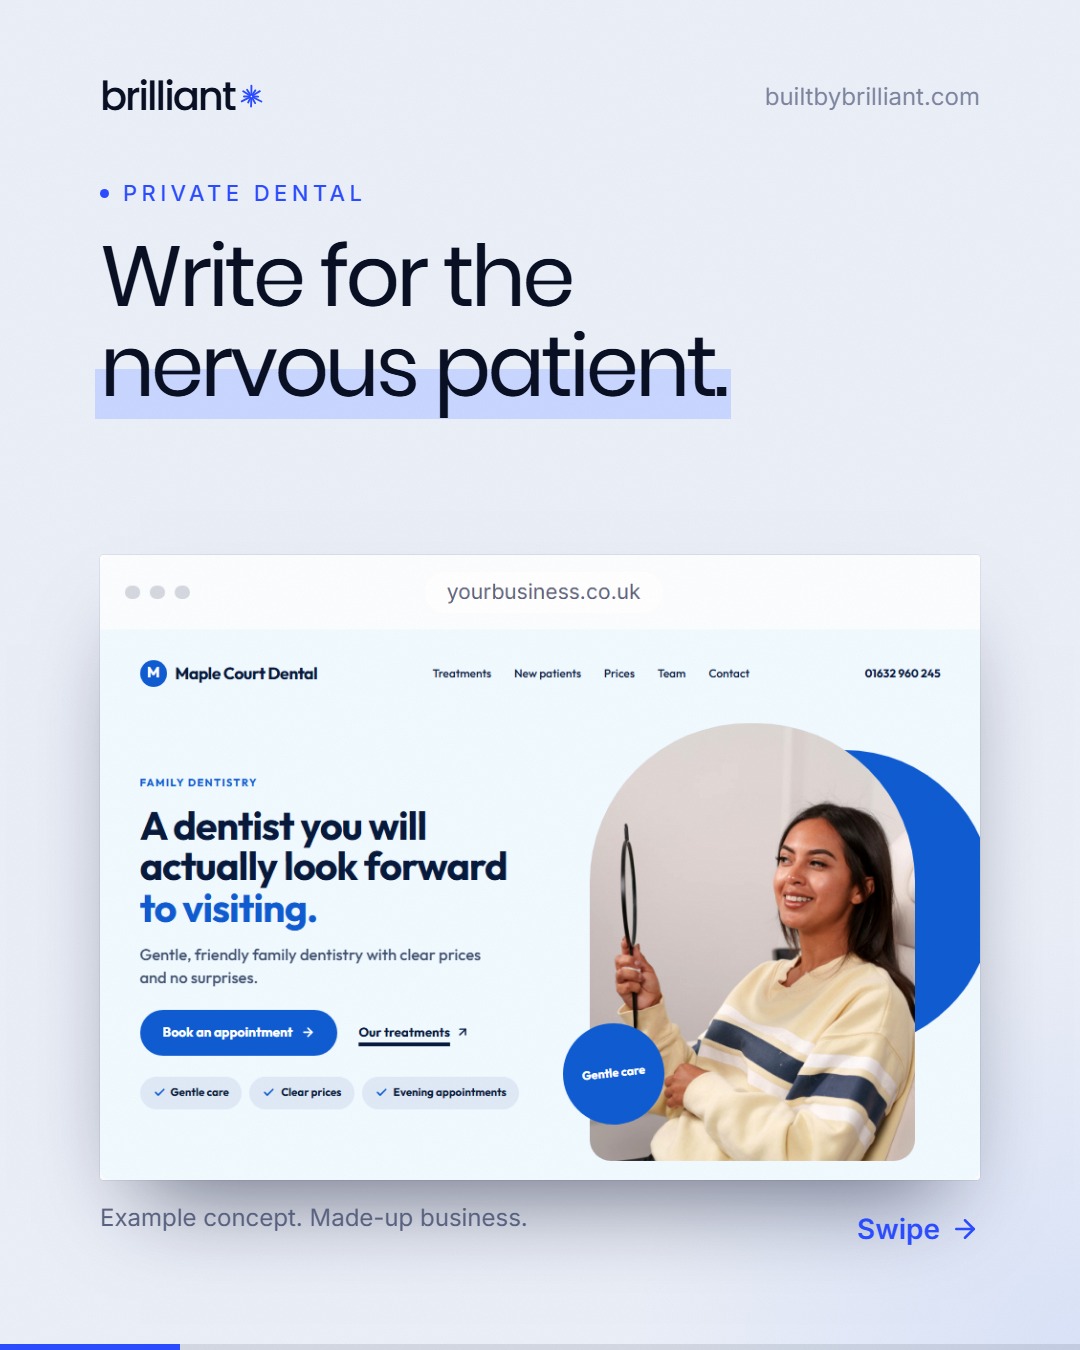 brilliant
builtbybrilliant.com
PRIVATE DENTAL
Write for the
nervous patient.
yourbusiness.co.uk
M Maple Court Dental
Treatments New patients Prices Team Contact
01632 960 245
FAMILY DENTISTRY
A dentist you will
actually look forward
to visiting.
Gentle, friendly family dentistry with clear prices
and no surprises.
Book an appointment →
Our treatments ↗
✓ Gentle care ✓ Clear prices ✓ Evening appointments
Gentle care
Example concept. Made-up business.
Swipe →